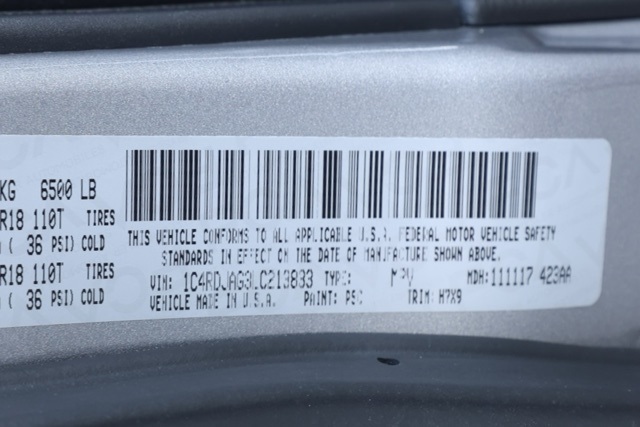 KG 6500 LB
R18 110T TIRES
( 36 PSI) COLD
R18 110T
( 36 PSI) COLD
THIS VEHICLE CONFORMS TO ALL APPLICABLE U.S.A. FEDERAL MOTOR VEHICLE SAFETY
STANDARDS IN EFFECT ON THE DATE OF MANUFACTURE SHOWN ABOVE.
VIN: 1C4RDJAG3LC213833 TYPE: MPV MDH: 111117 423AA
VEHICLE MADE IN U.S.A. PAINT: PSC TRIM: H7X9